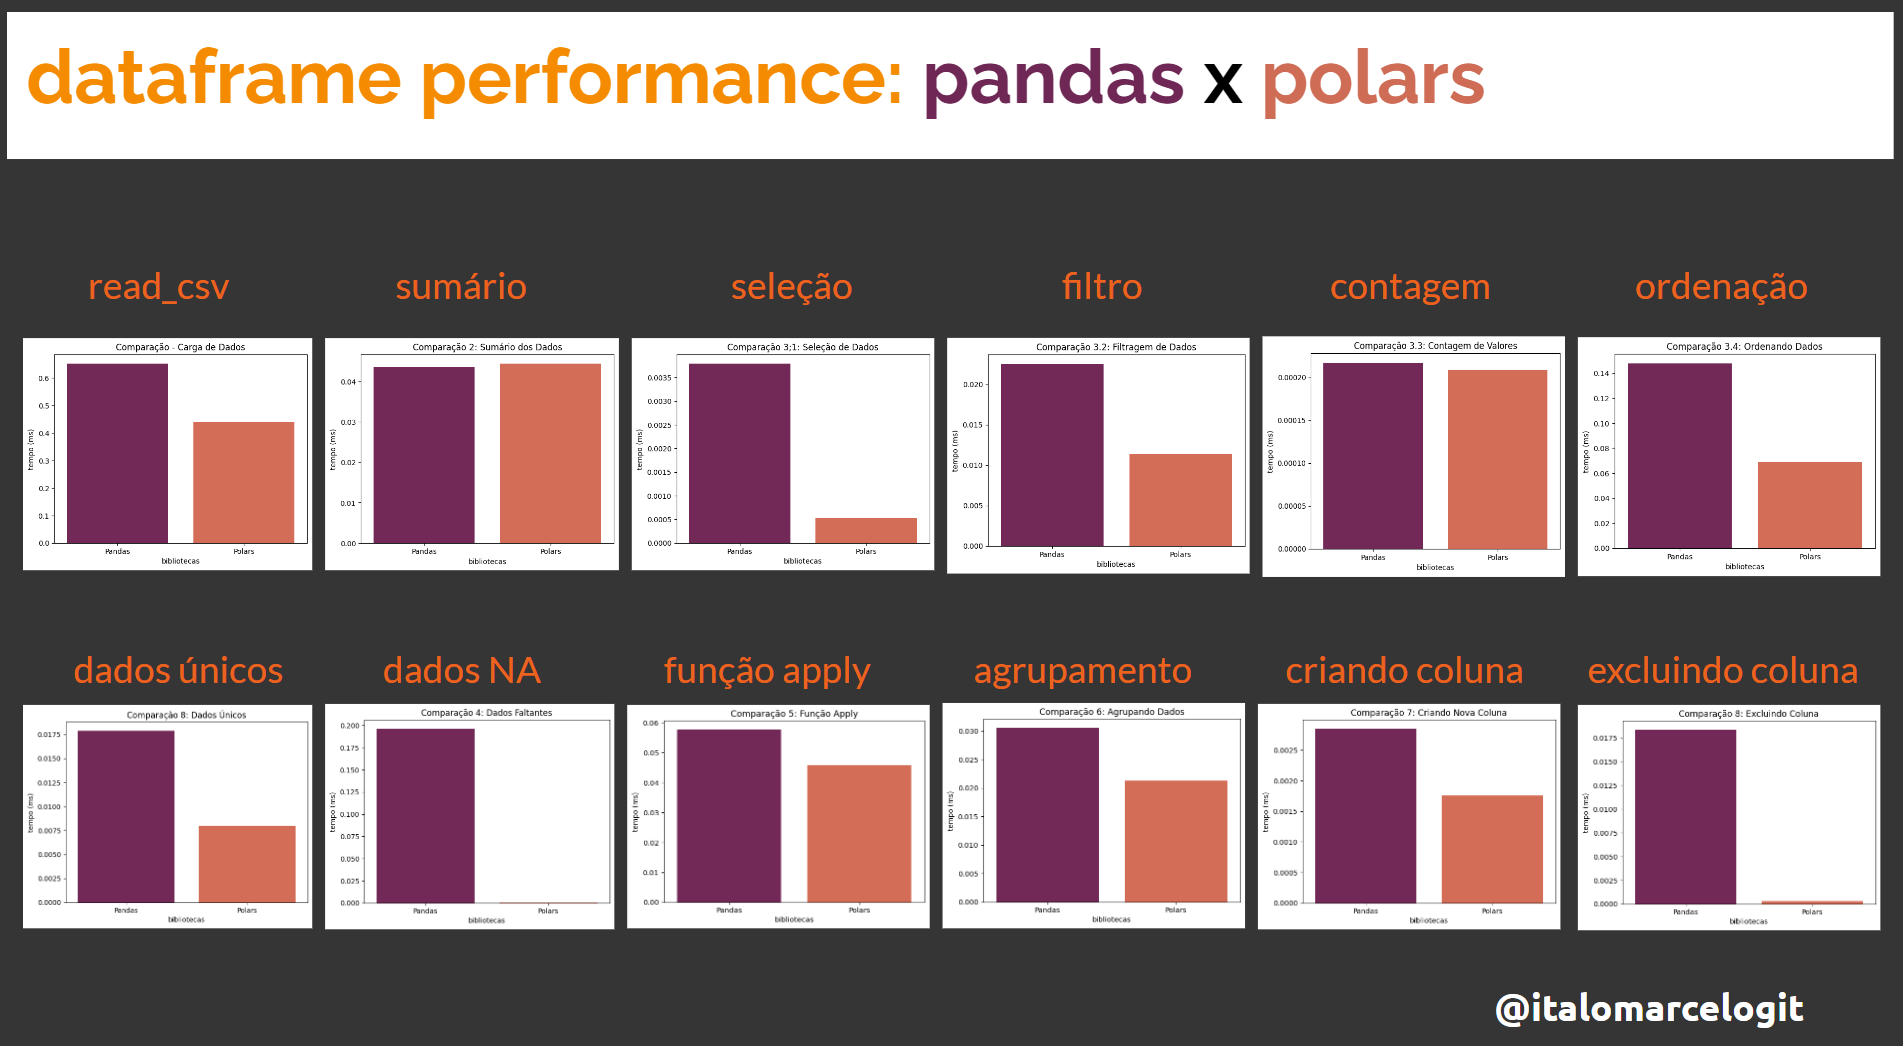 dataframe performance: pandas x polars
read_csv
sumário
seleção
filtro
contagem
ordenação
Comparação - Carga de Dados
tempo (ms)
0.6
0.5
0.4
0.3
0.2
0.1
0.0
Pandas
Polars
bibliotecas
Comparação 2: Sumário dos Dados
tempo (ms)
0.04
0.03
0.02
0.01
0.00
Pandas
Polars
bibliotecas
Comparação 3;1: Seleção de Dados
tempo (ms)
0.0035
0.0030
0.0025
0.0020
0.0015
0.0010
0.0005
0.0000
Pandas
Polars
bibliotecas
Comparação 3.2: Filtragem de Dados
tempo (ms)
0.020
0.015
0.010
0.005
0.000
Pandas
Polars
bibliotecas
Comparação 3.3: Contagem de Valores
tempo (ms)
0.00020
0.00015
0.00010
0.00005
0.00000
Pandas
Polars
bibliotecas
Comparação 3.4: Ordenando Dados
tempo (ms)
0.14
0.12
0.10
0.08
0.06
0.04
0.02
0.00
Pandas
Polars
bibliotecas
dados únicos
dados NA
função apply
agrupamento
criando coluna
excluindo coluna
Comparação 8: Dados Únicos
tempo (ms)
0.0175
0.0150
0.0125
0.0100
0.0075
0.0050
0.0025
0.0000
Pandas
Polars
bibliotecas
Comparação 4: Dados Faltantes
tempo (ms)
0.200
0.175
0.150
0.125
0.100
0.075
0.050
0.025
0.000
Pandas
Polars
bibliotecas
Comparação 5: Função Apply
tempo (ms)
0.06
0.05
0.04
0.03
0.02
0.01
0.00
Pandas
Polars
bibliotecas
Comparação 6: Agrupando Dados
tempo (ms)
0.030
0.025
0.020
0.015
0.010
0.005
0.000
Pandas
Polars
bibliotecas
Comparação 7: Criando Nova Coluna
tempo (ms)
0.0025
0.0020
0.0015
0.0010
0.0005
0.0000
Pandas
Polars
bibliotecas
Comparação 8: Excluindo Coluna
tempo (ms)
0.0175
0.0150
0.0125
0.0100
0.0075
0.0050
0.0025
0.0000
Pandas
Polars
bibliotecas
@italomarcelogit